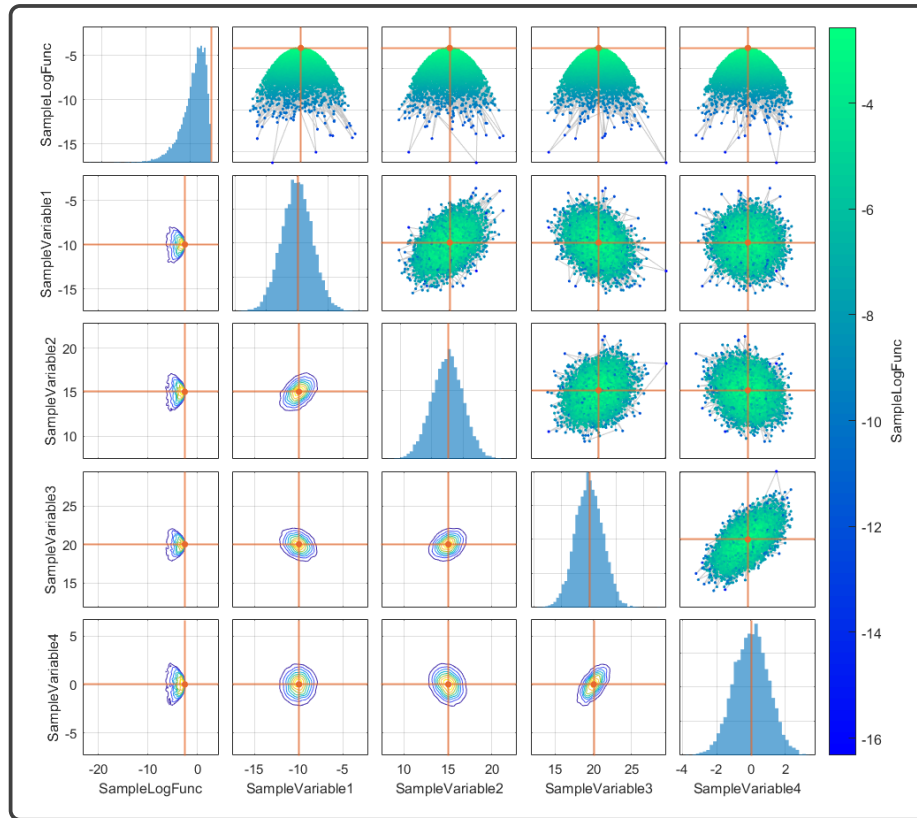 SampleLogFunc
-5
-10
-15
SampleVariable1
-5
-10
-15
SampleVariable2
20
15
10
SampleVariable3
25
20
15
SampleVariable4
5
0
-5
-20 -10 0
SampleLogFunc
-15 -10 -5
SampleVariable1
10 15 20
SampleVariable2
15 20 25
SampleVariable3
-4 -2 0 2
SampleVariable4
-4
-6
-8
-10
-12
-14
-16
SampleLogFunc